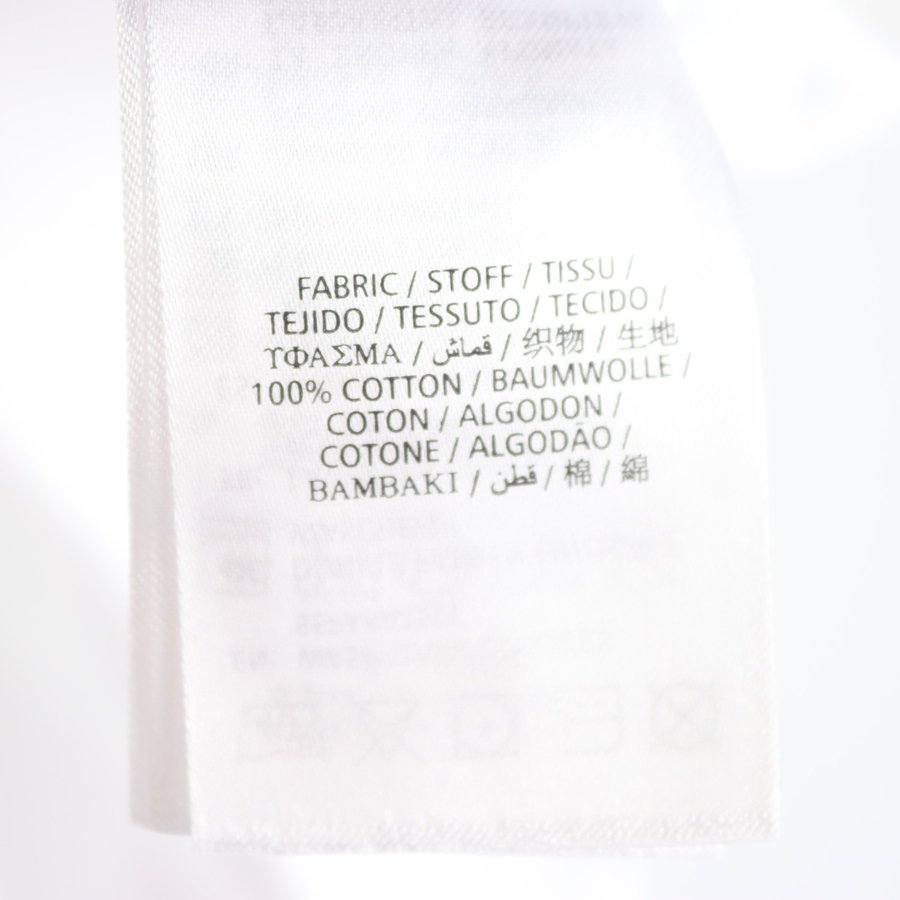 FABRIC / STOFF / TISSU /
TEJIDO / TESSUTO / TECIDO /
ΥΦΑΣΜΑ / قماش / 织物 / 生地
100% COTTON / BAUMWOLLE /
COTON / ALGODON /
COTONE / ALGODÃO /
BAMBAKI / قطن / 棉 / 綿